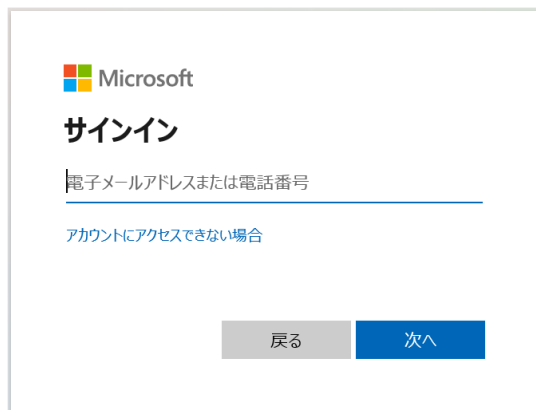 Microsoft
サインイン
電子メールアドレスまたは電話番号
アカウントにアクセスできない場合
戻る
次へ